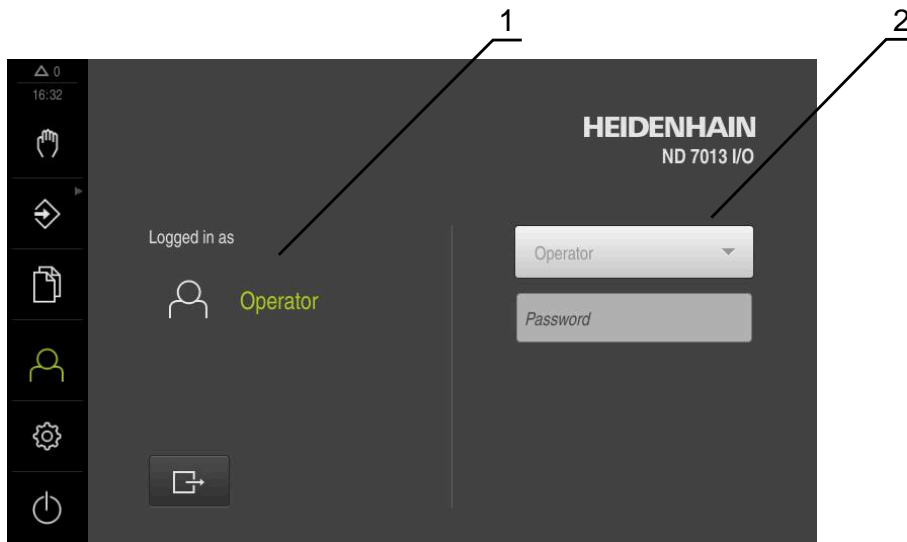 1
2
0
16:32
HEIDENHAIN
ND 7013 I/O
Logged in as
Operator
Operator
Password